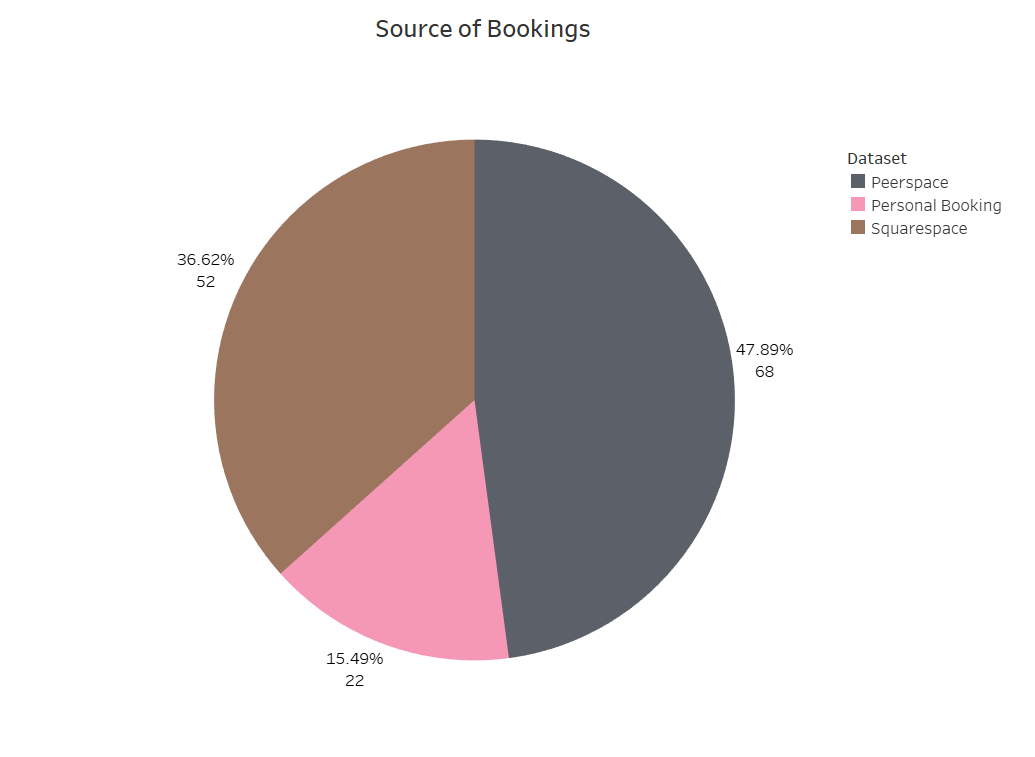 Source of Bookings
Dataset
Peerspace
Personal Booking
Squarespace
36.62%
52
47.89%
68
15.49%
22